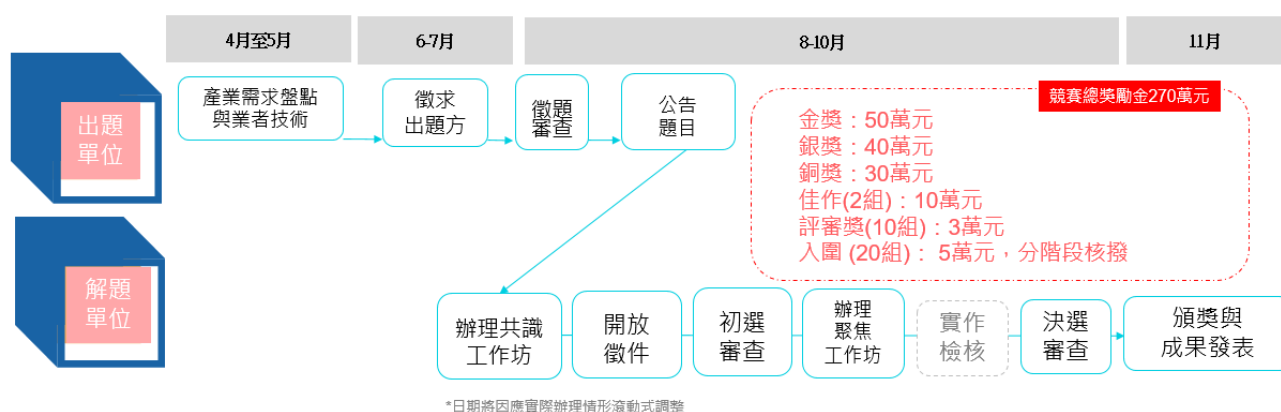 4月至5月
6-7月
8-10月
11月
出題
單位
產業需求盤點
與業者技術
徵求
出題方
徵題
審查
公告
題目
競賽總獎勵金270萬元
金獎：50萬元
銀獎：40萬元
銅獎：30萬元
佳作(2組)：10萬元
評審獎(10組)：3萬元
入圍 (20組)： 5萬元，分階段核撥
解題
單位
辦理共識
工作坊
開放
徵件
初選
審查
辦理
聚焦
工作坊
實作
檢核
決選
審查
頒獎與
成果發表
*日期將因應實際辦理情形滾動式調整